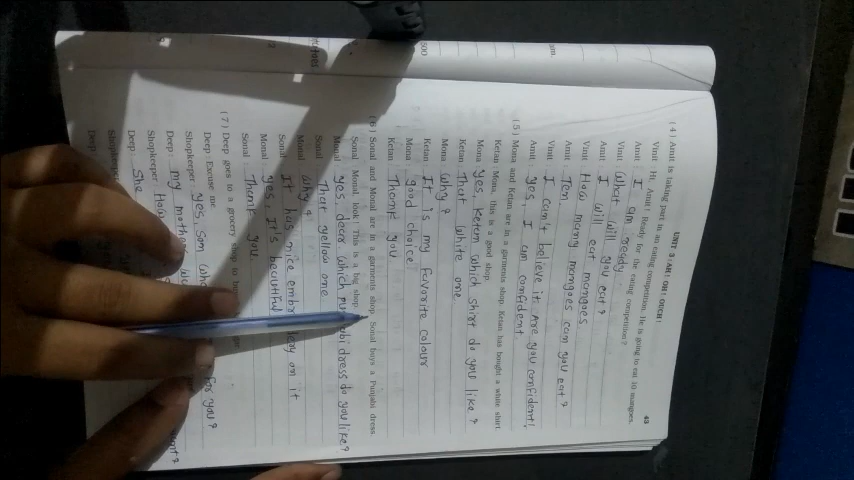 UNIT 3 : AH ! OH ! OUCH !
43
(4) Amit is taking part in an eating competition. He is going to eat 10 mangoes.
Vinit : Hi, Amit ! Ready for the eating competition ?
Amit : I am ready
Vinit : What will you eat ?
Amit : I will eat mangoes
Vinit : How many mangoes can you eat ?
Amit : Ten
Vinit : I can't believe it. Are you confident!
Amit : Yes, I am confident
(5) Mona and Ketan are in a garments shop. Ketan has bought a white shirt.
Ketan : Mona, this is a good shop.
Mona : Yes, Ketan which shirt do you like ?
Ketan : That white one
Mona : Why ?
Ketan : It is my favorite colour
Mona : good choice
Ketan : Thank you
(6) Sonal and Monal are in a garments shop. Sonal buys a Punjabi dress.
Sonal : Monal, look ! This is a big shop.
Monal : Yes, dear which dress do you like ?
Sonal : That yellow one
Monal : Why ?
Sonal : It has nice on it
Monal : Yes, It's beautiful
Sonal : Thank you.
(7) Deep goes to a grocery shop to
Deep : Excuse me
Shopkeeper : Yes, for you ?
Deep : My
Shopkeeper :
Deep : She
Shopkeeper
Deep
500